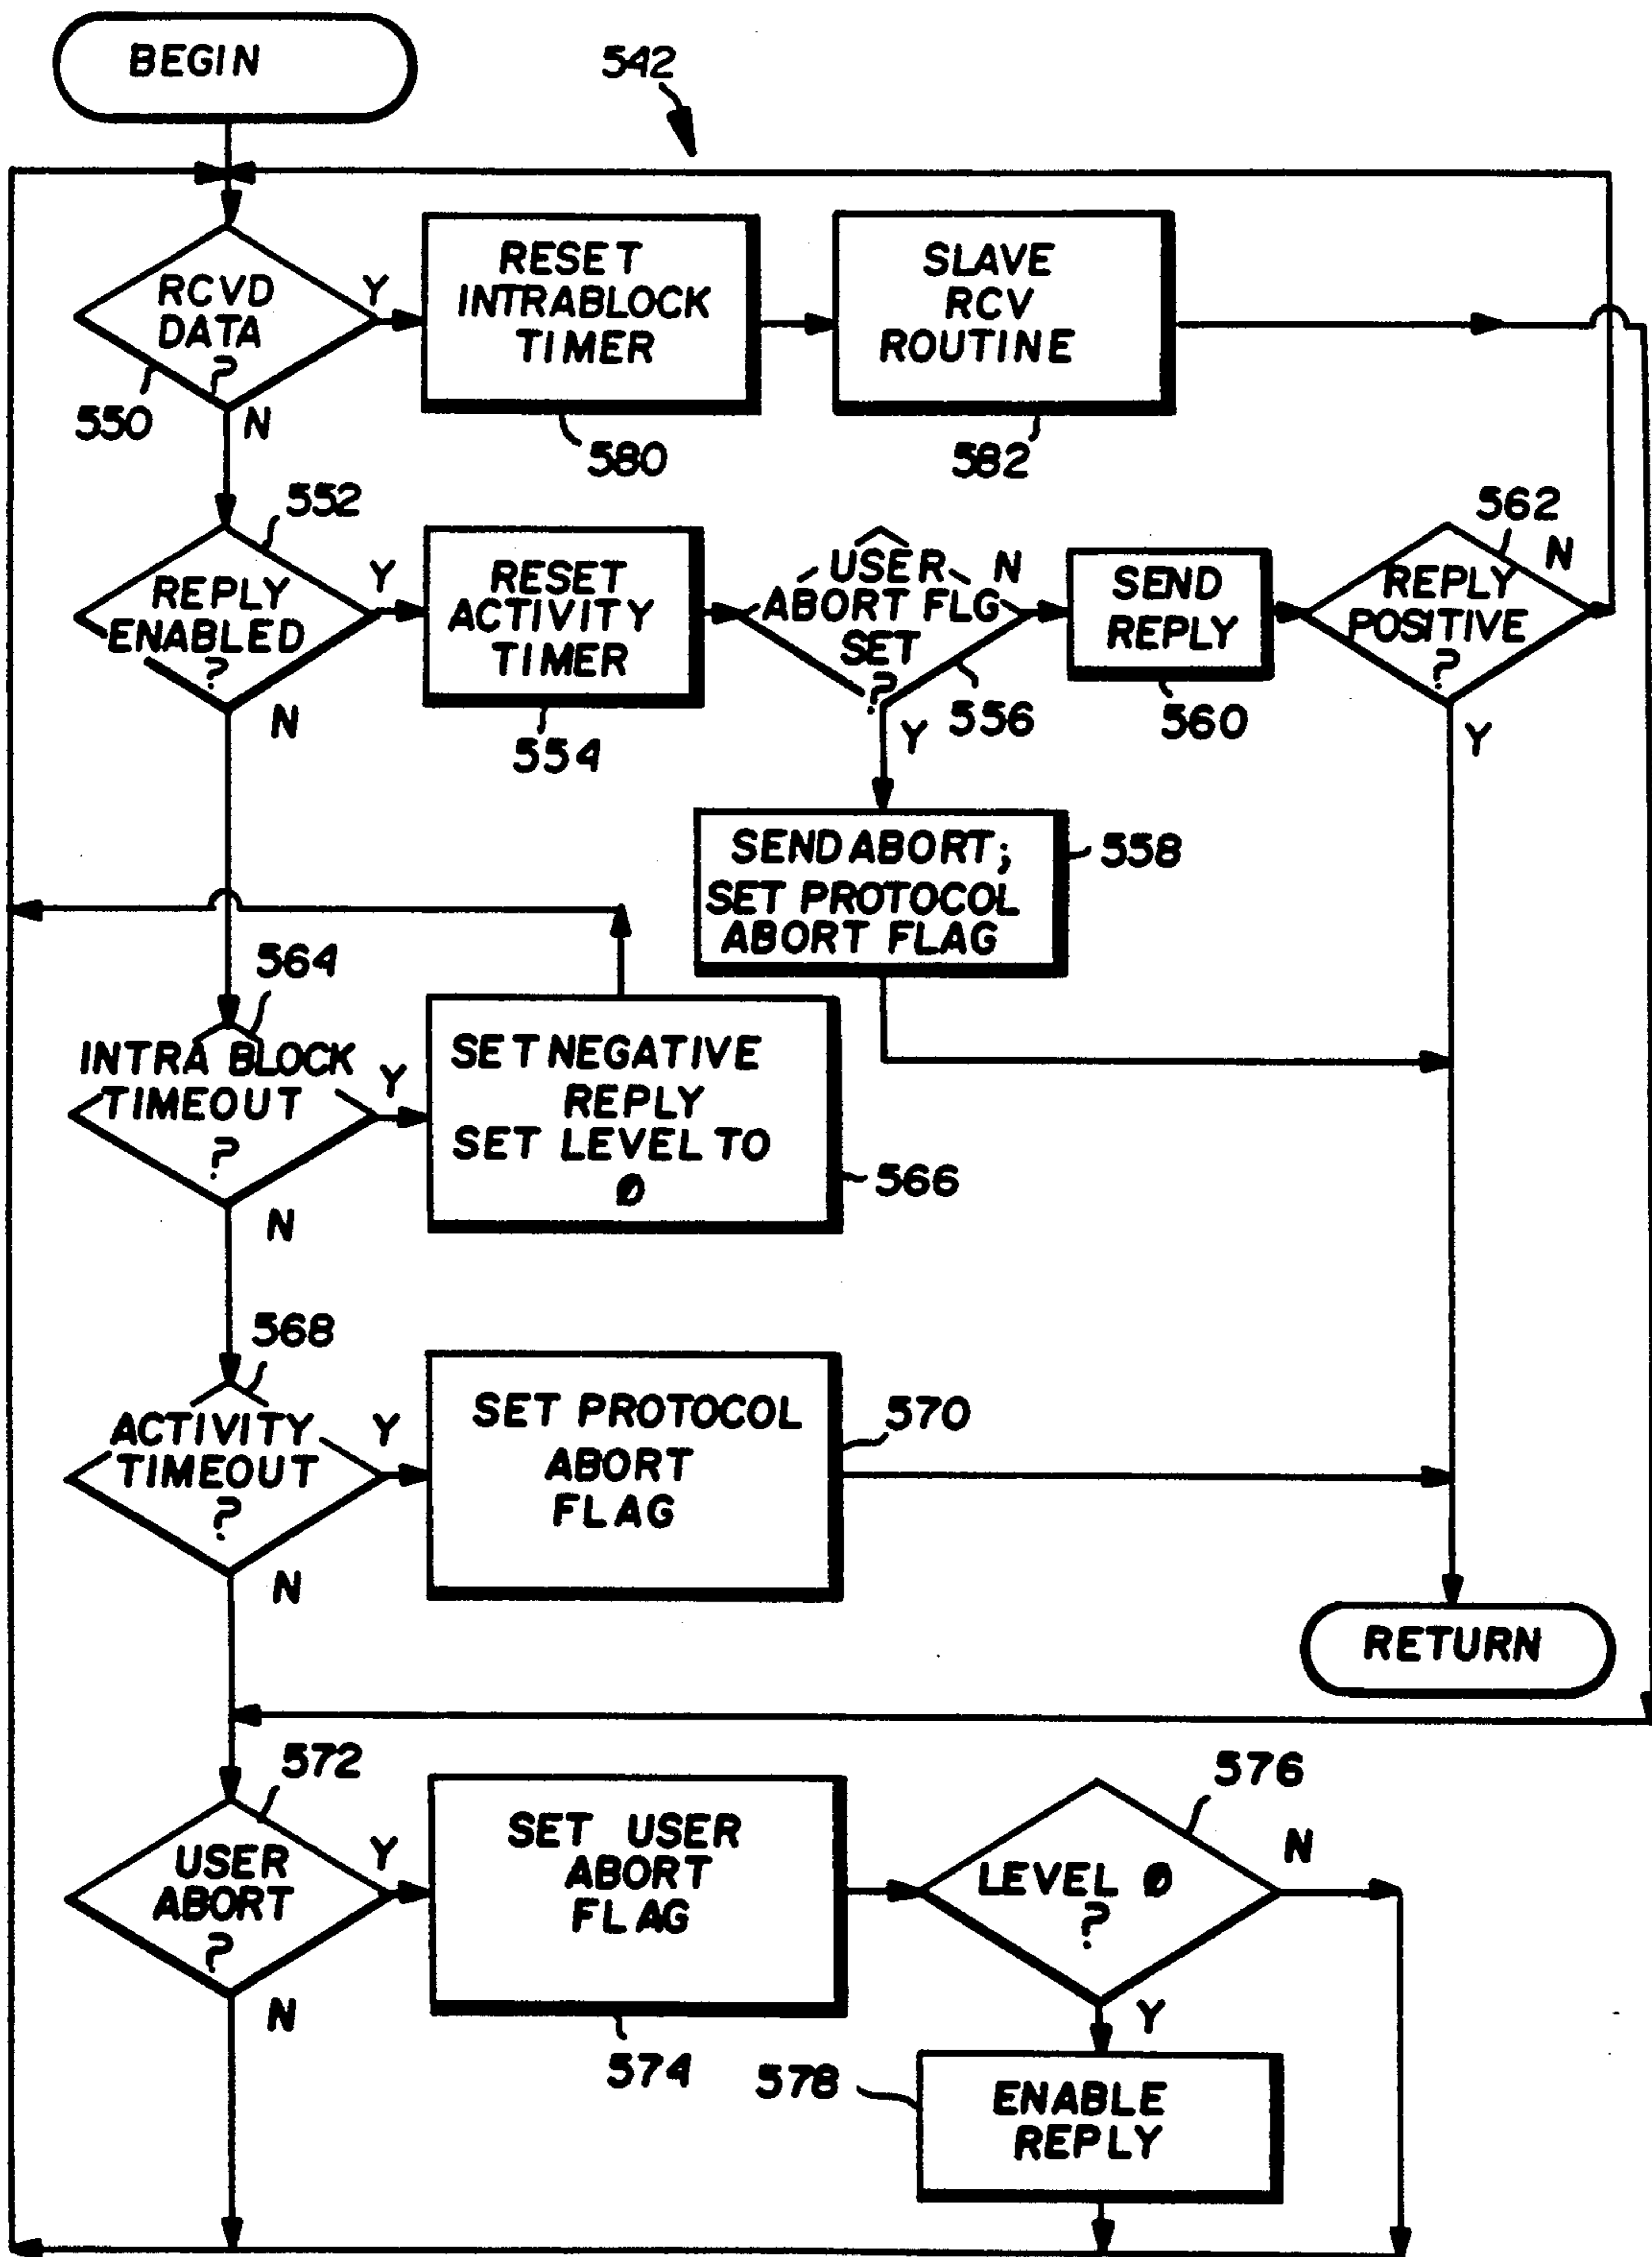 BEGIN
542
RCVD
DATA
?
Y
N
550
RESET
INTRABLOCK
TIMER
580
SLAVE
RCV
ROUTINE
582
552
REPLY
ENABLED
?
Y
N
RESET
ACTIVITY
TIMER
554
USER
ABORT FLG
SET
?
N
Y
556
SEND
REPLY
560
562
REPLY
POSITIVE
?
N
Y
SEND ABORT;
SET PROTOCOL
ABORT FLAG
558
564
INTRA BLOCK
TIMEOUT
?
Y
N
SET NEGATIVE
REPLY
SET LEVEL TO
Ø
566
568
ACTIVITY
TIMEOUT
?
Y
N
SET PROTOCOL
ABORT
FLAG
570
RETURN
572
USER
ABORT
?
Y
N
SET USER
ABORT
FLAG
574
576
LEVEL Ø
?
N
Y
578
ENABLE
REPLY